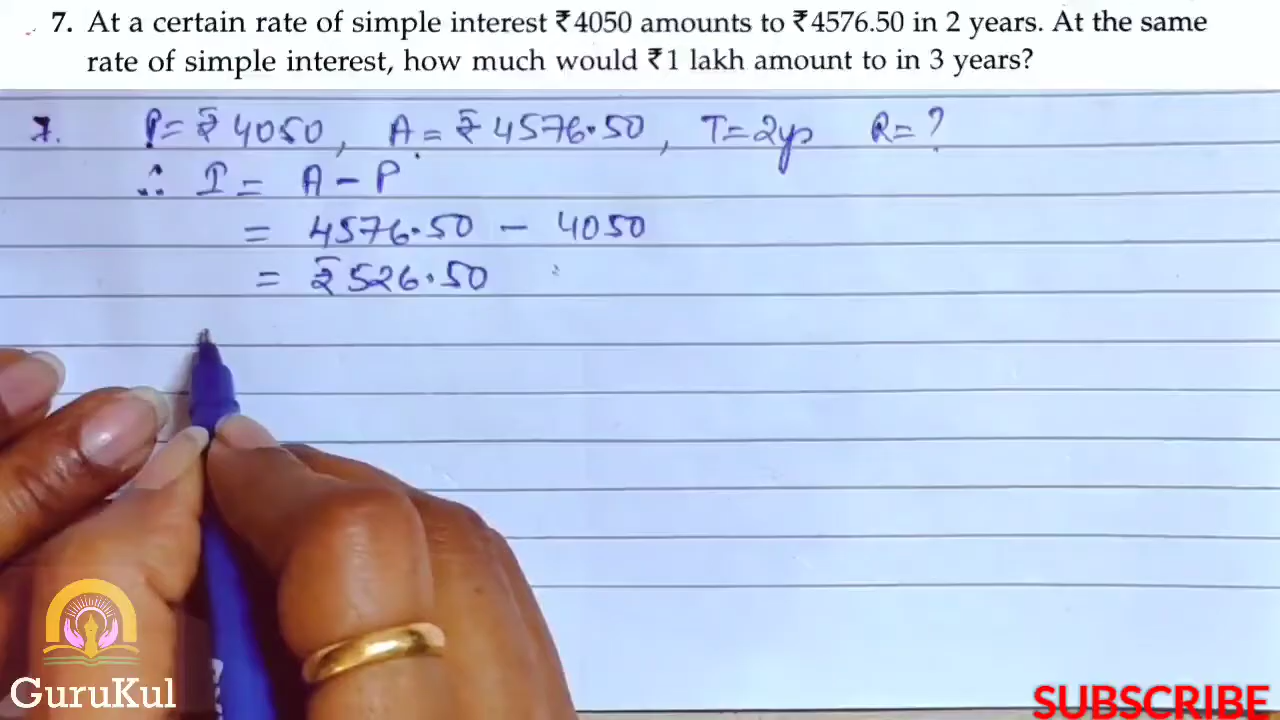 7. At a certain rate of simple interest ₹4050 amounts to ₹4576.50 in 2 years. At the same
rate of simple interest, how much would ₹1 lakh amount to in 3 years?
7. P = ₹ 4050, A = ₹ 4576.50, T = 2yr R = ?
∴ I = A - P
= 4576.50 - 4050
= ₹ 526.50
GuruKul
SUBSCRIBE